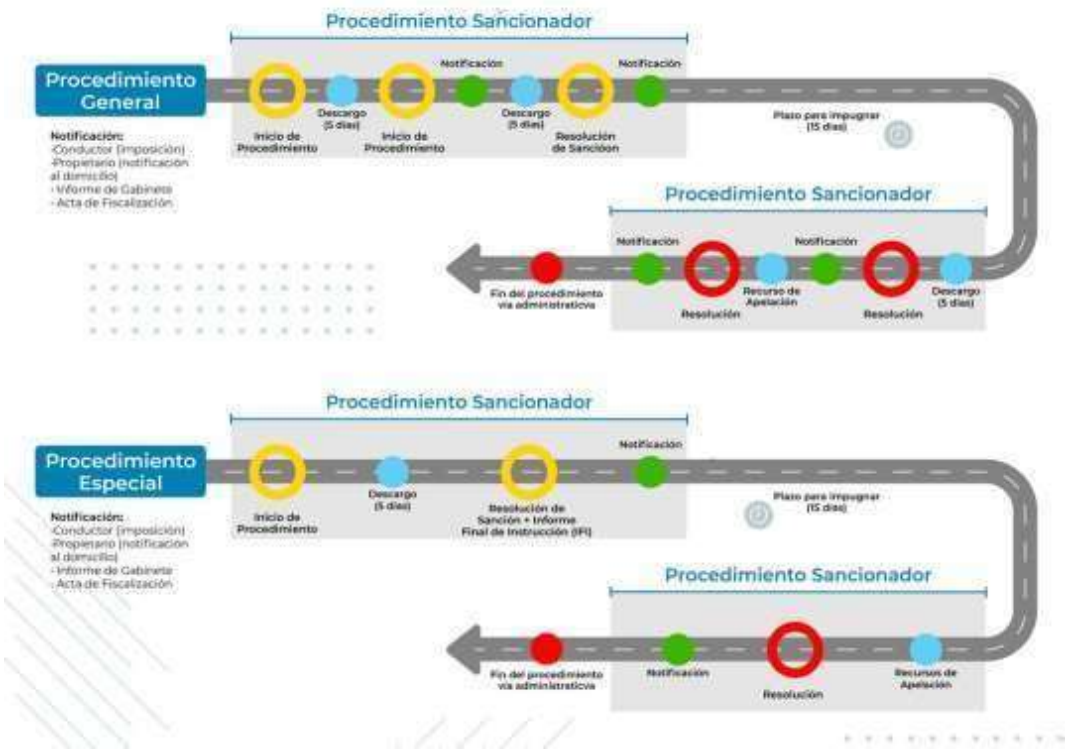 Procedimiento Sancionador
Procedimiento
General
Notificación:
-Conductor (imposición)
-Propietario (notificación
al domicilio)
- Informe de Gabinete
- Acta de Fiscalización
Inicio de
Procedimiento
Descargo
(5 días)
Inicio de
Procedimiento
Notificación
Descargo
(5 días)
Resolución
de Sancióon
Notificación
Plazo para impugnar
(15 días)
Procedimiento Sancionador
Fin del procedimiento
vía administraticva
Notificación
Resolución
Recurso de
Apelación
Notificación
Resolución
Descargo
(5 días)
Procedimiento Sancionador
Procedimiento
Especial
Notificación:
-Conductor (imposición)
-Propietario (notificación
al domicilio)
- Informe de Gabinete
- Acta de Fiscalización
Inicio de
Procedimiento
Descargo
(5 días)
Resolución de
Sanción + Informe
Final de Instrucción (IFI)
Notificación
Plazo para impugnar
(15 días)
Procedimiento Sancionador
Fin del procedimiento
vía administraticva
Notificación
Resolución
Recursos de
Apelación